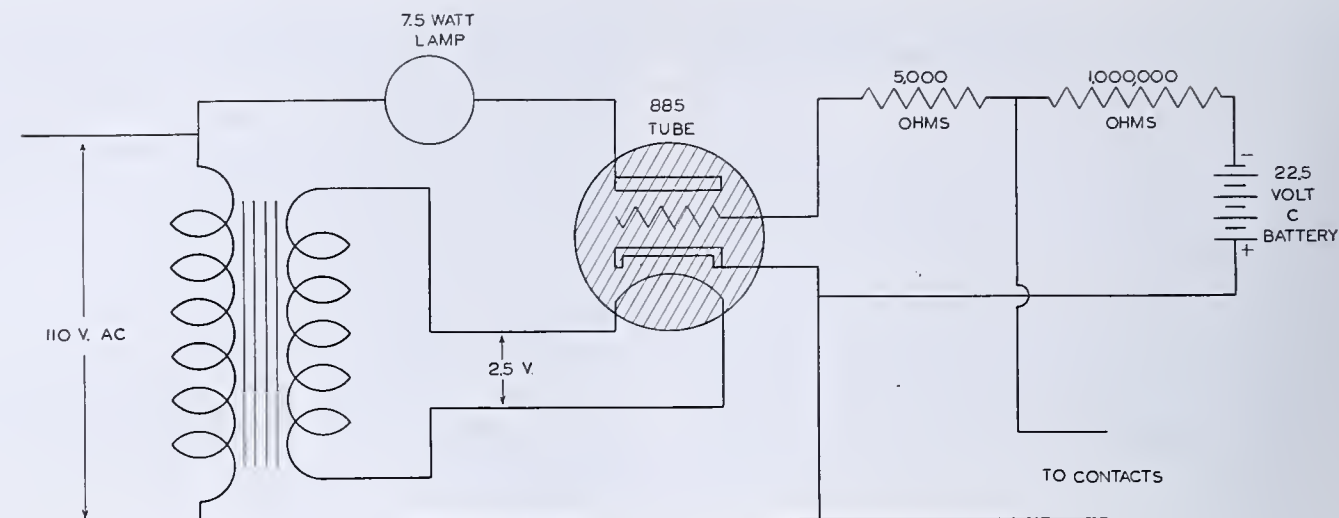 7.5 WATT
LAMP
885
TUBE
5,000
OHMS
1,000,000
OHMS
-
22.5
VOLT
C
BATTERY
+
110 V. AC
2.5 V.
TO CONTACTS